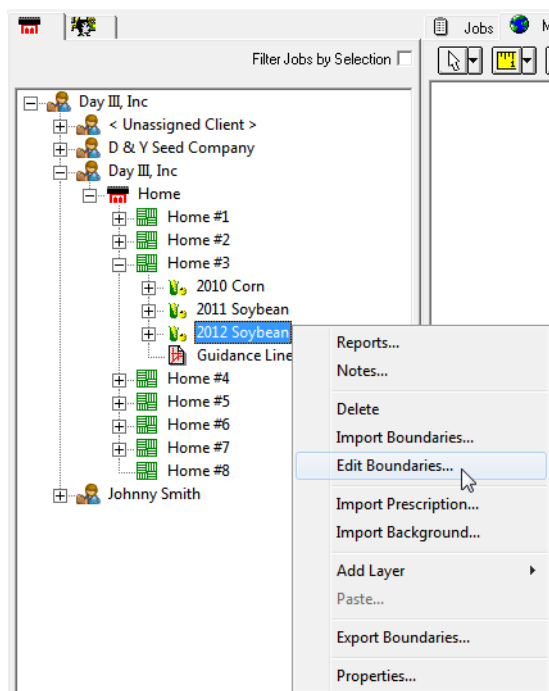 Jobs
Filter Jobs by Selection
Day III, Inc
< Unassigned Client >
D & Y Seed Company
Day III, Inc
Home
Home #1
Home #2
Home #3
2010 Corn
2011 Soybean
2012 Soybean
Guidance Line
Home #4
Home #5
Home #6
Home #7
Home #8
Johnny Smith
Reports...
Notes...
Delete
Import Boundaries...
Edit Boundaries...
Import Prescription...
Import Background...
Add Layer
Paste...
Export Boundaries...
Properties...